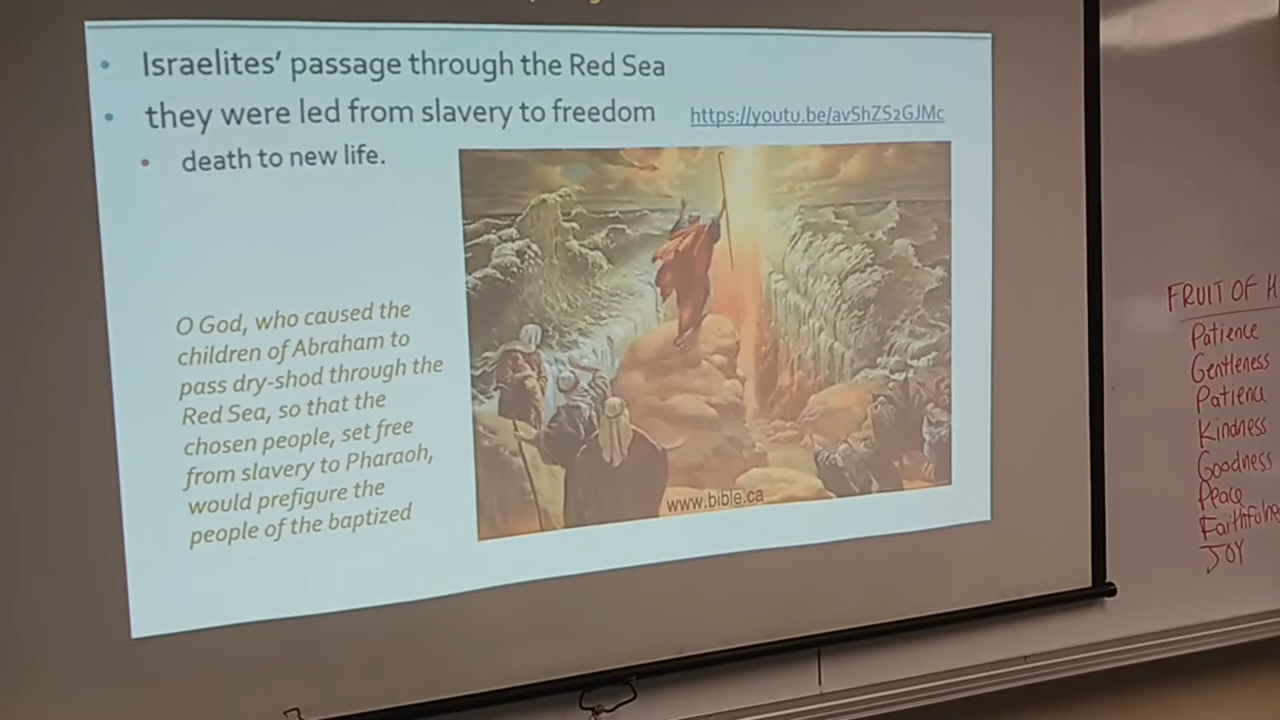 Israelites' passage through the Red Sea
they were led from slavery to freedom
https://youtu.be/avShZS2GJMc
death to new life.
O God, who caused the
children of Abraham to
pass dry-shod through the
Red Sea, so that the
chosen people, set free
from slavery to Pharaoh,
would prefigure the
people of the baptized
www.bible.ca
FRUIT OF
Patience
Gentleness
Patience
Kindness
Goodness
Peace
JOY